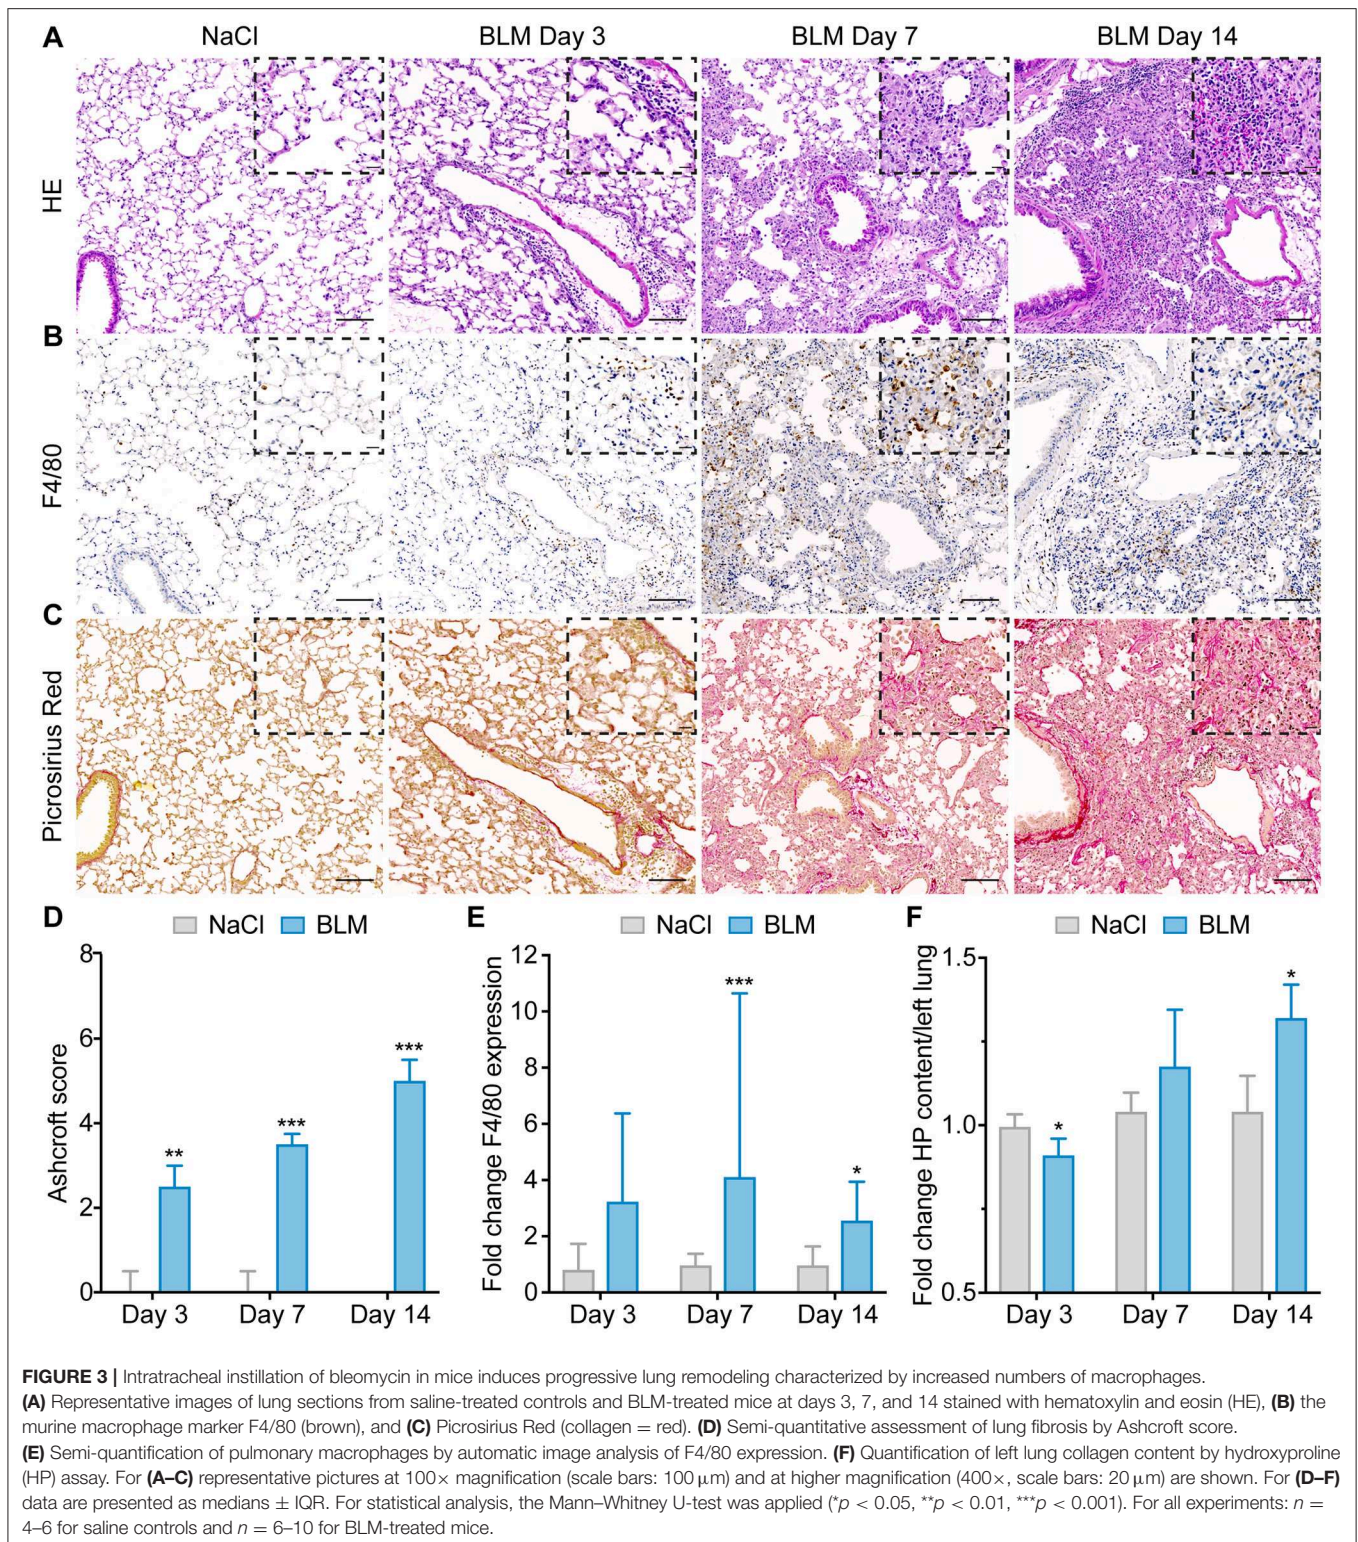 A NaCl BLM Day 3 BLM Day 7 BLM Day 14
HE
B
F4/80
C
Picrosirius Red
D NaCl BLM
Ashcroft score
8
6
4
2
0
** *** ***
Day 3 Day 7 Day 14
E NaCl BLM
Fold change F4/80 expression
12
10
8
6
4
2
0
*** *
Day 3 Day 7 Day 14
F NaCl BLM
Fold change HP content/left lung
1.5
1.0
0.5
* *
Day 3 Day 7 Day 14
FIGURE 3 | Intratracheal instillation of bleomycin in mice induces progressive lung remodeling characterized by increased numbers of macrophages.
(A) Representative images of lung sections from saline-treated controls and BLM-treated mice at days 3, 7, and 14 stained with hematoxylin and eosin (HE), (B) the
murine macrophage marker F4/80 (brown), and (C) Picrosirius Red (collagen = red). (D) Semi-quantitative assessment of lung fibrosis by Ashcroft score.
(E) Semi-quantification of pulmonary macrophages by automatic image analysis of F4/80 expression. (F) Quantification of left lung collagen content by hydroxyproline
(HP) assay. For (A–C) representative pictures at 100× magnification (scale bars: 100 μm) and at higher magnification (400×, scale bars: 20 μm) are shown. For (D–F)
data are presented as medians ± IQR. For statistical analysis, the Mann–Whitney U-test was applied (*p < 0.05, **p < 0.01, ***p < 0.001). For all experiments: n =
4–6 for saline controls and n = 6–10 for BLM-treated mice.